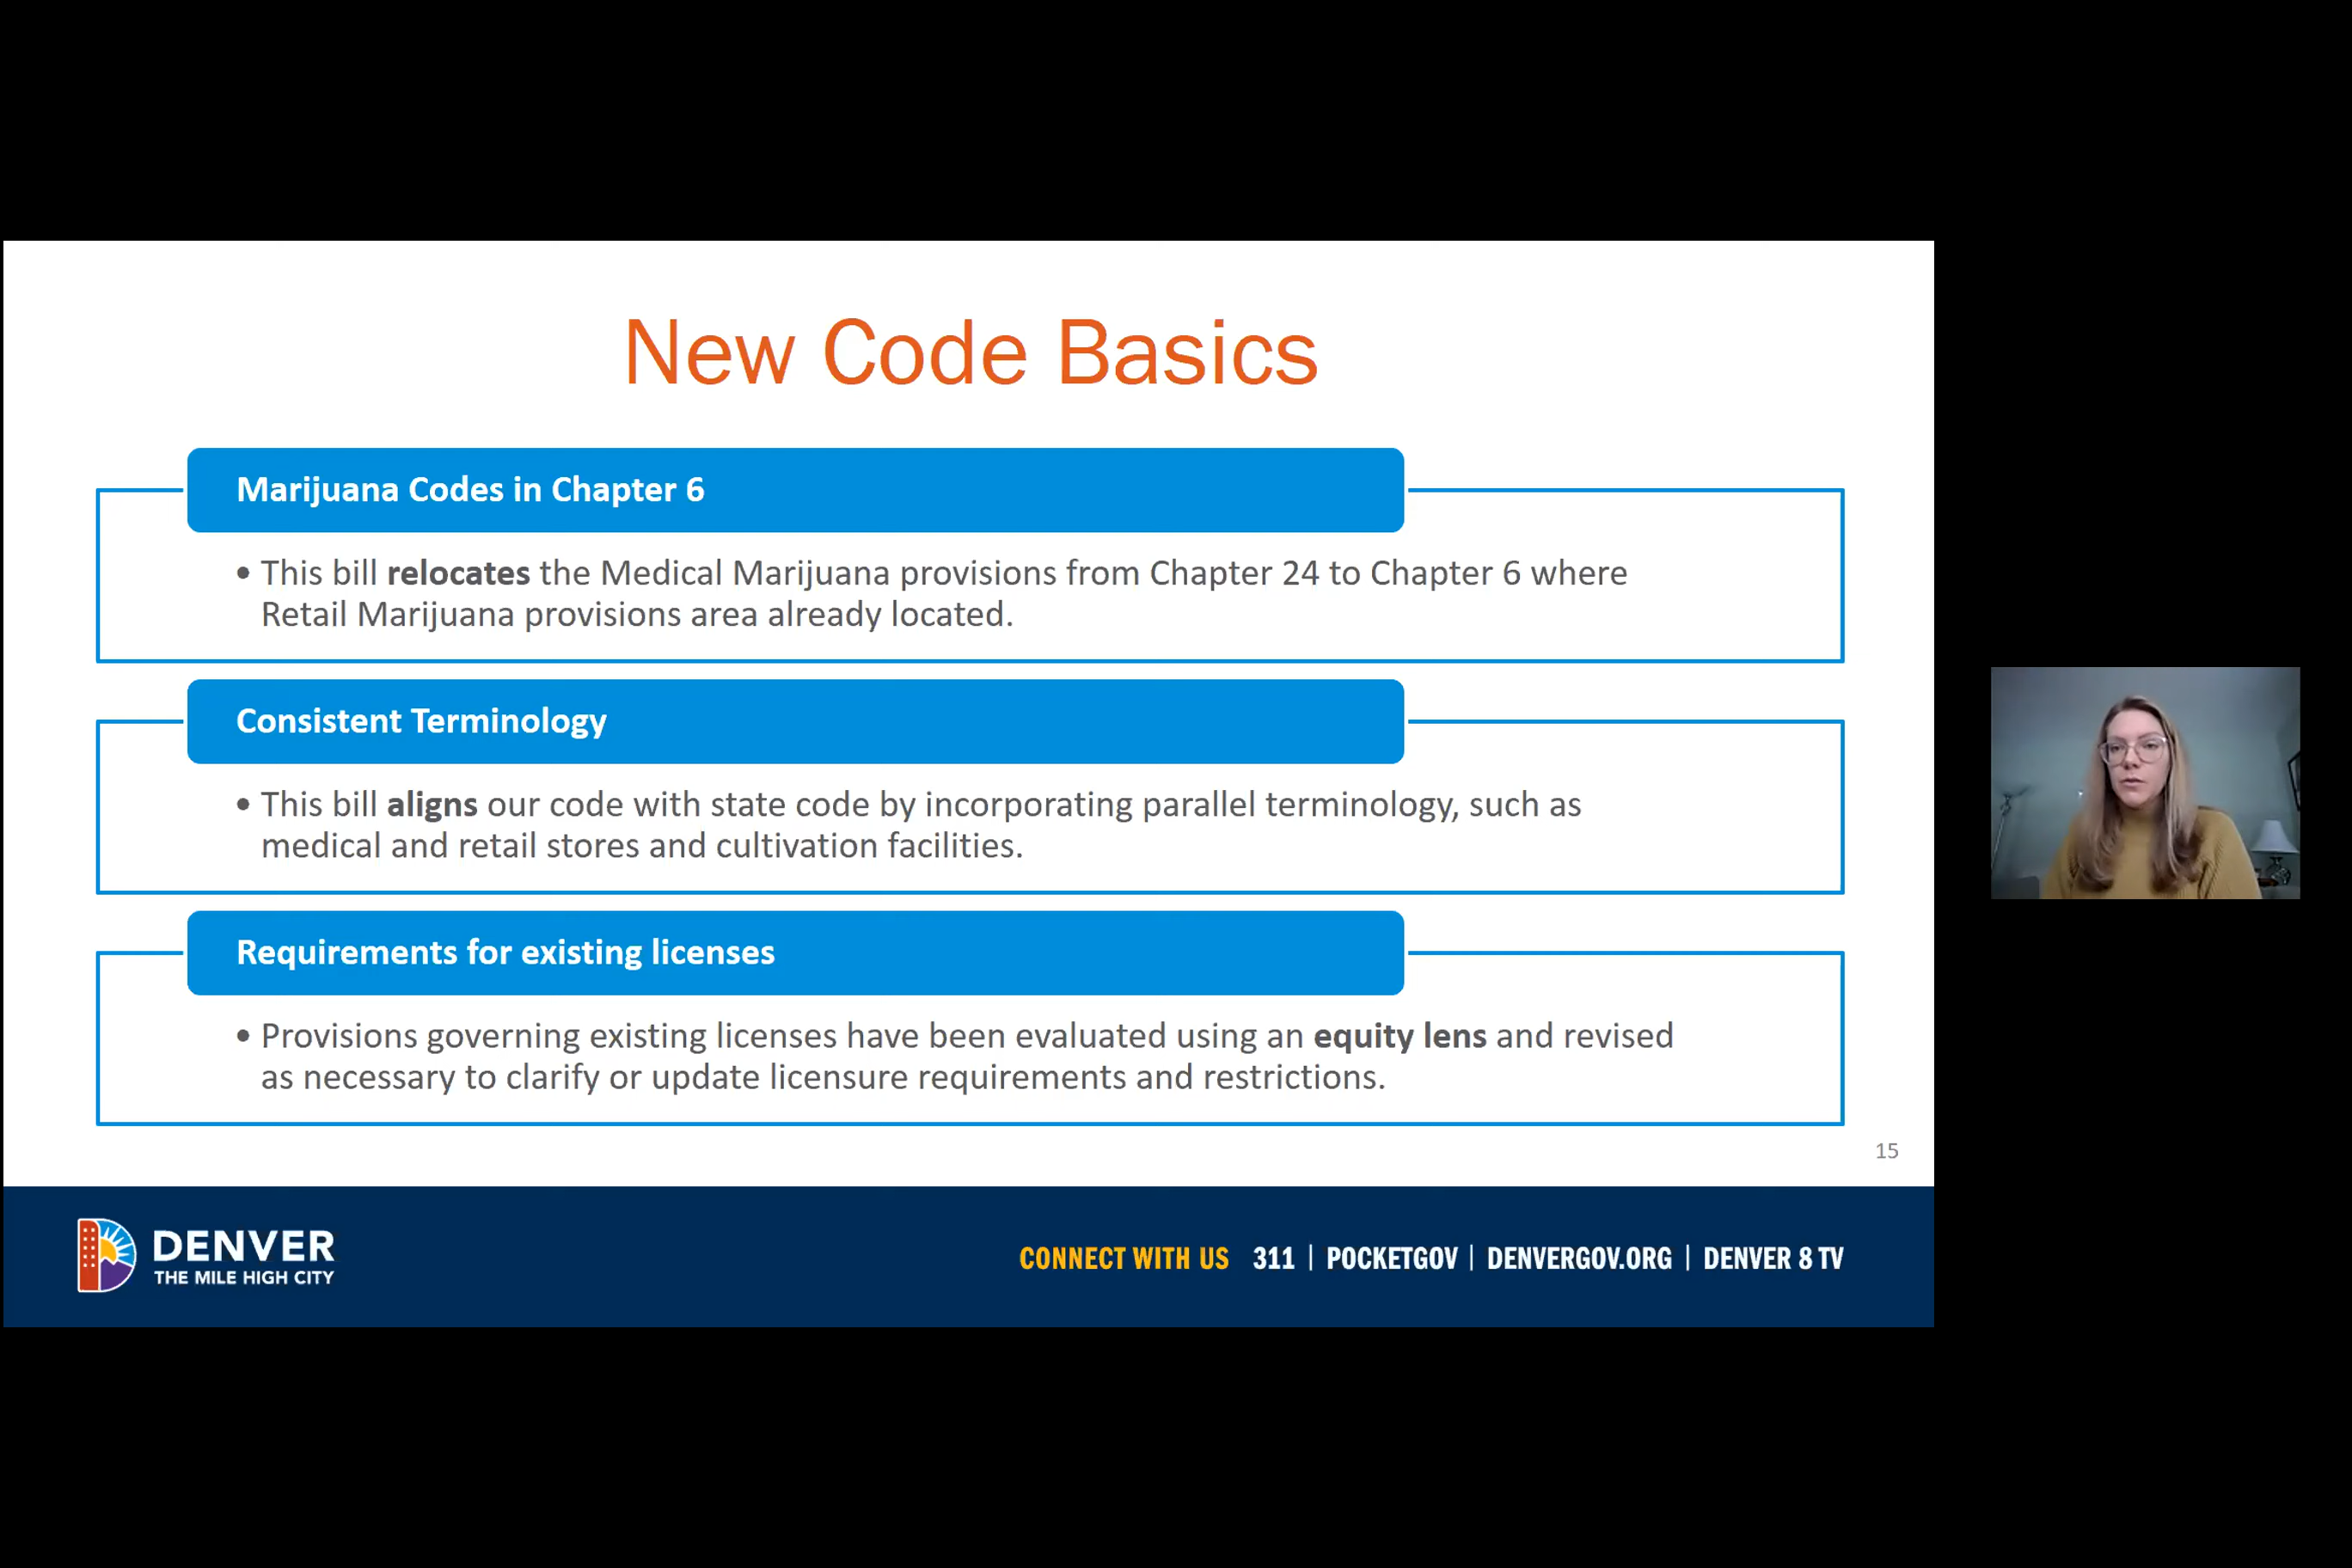 New Code Basics
Marijuana Codes in Chapter 6
• This bill relocates the Medical Marijuana provisions from Chapter 24 to Chapter 6 where
Retail Marijuana provisions area already located.
Consistent Terminology
• This bill aligns our code with state code by incorporating parallel terminology, such as
medical and retail stores and cultivation facilities.
Requirements for existing licenses
• Provisions governing existing licenses have been evaluated using an equity lens and revised
as necessary to clarify or update licensure requirements and restrictions.
15
DENVER
THE MILE HIGH CITY
CONNECT WITH US 311 | POCKETGOV | DENVERGOV.ORG | DENVER 8 TV